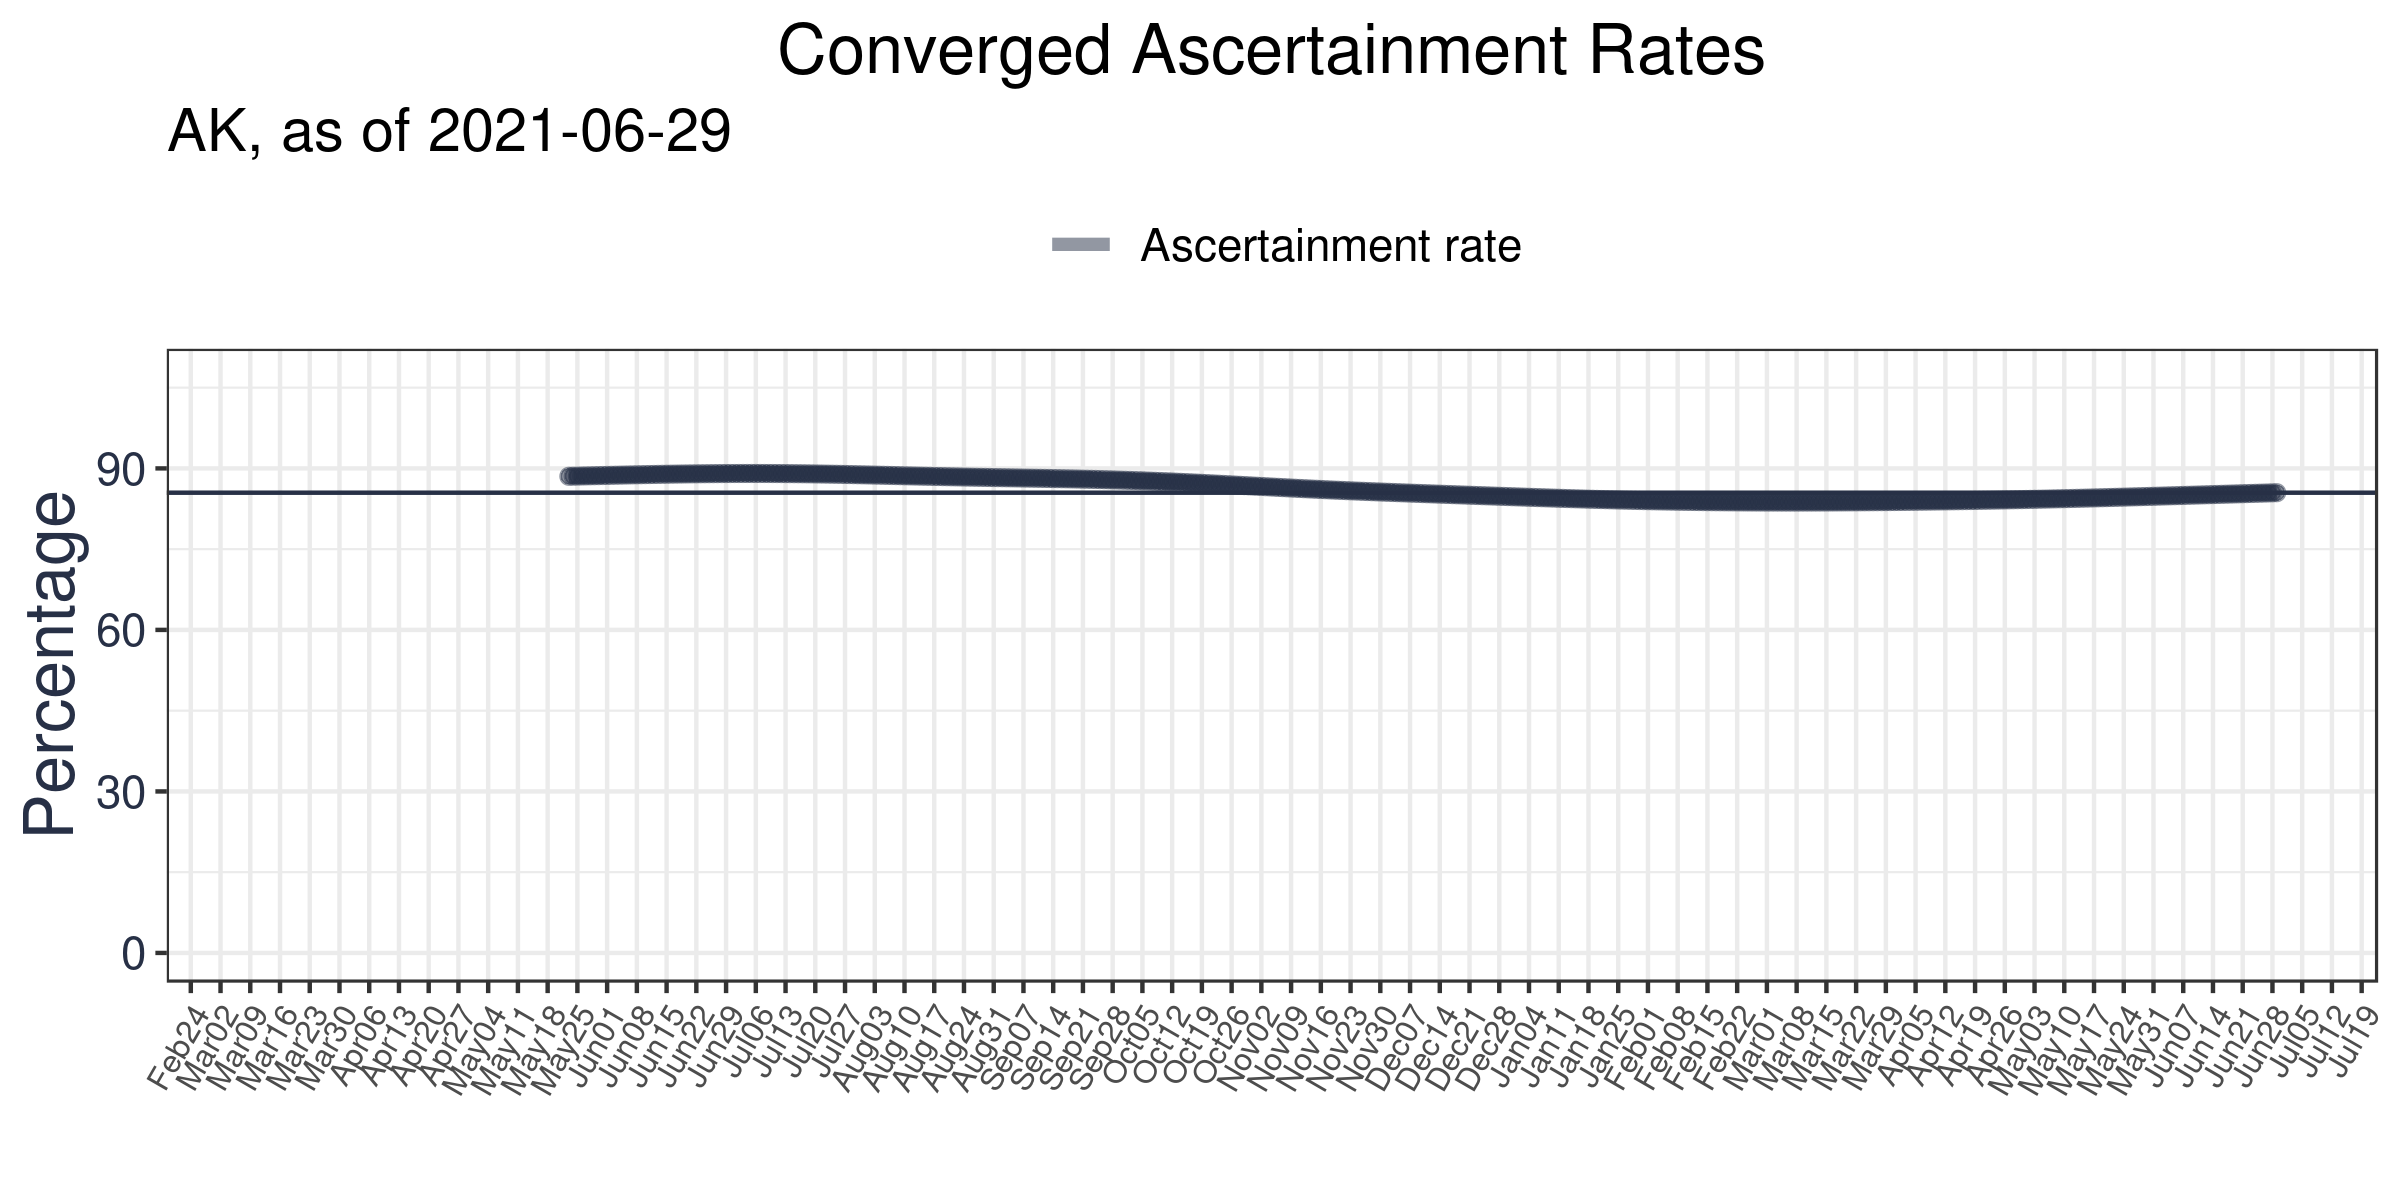 Converged Ascertainment Rates
AK, as of 2021-06-29
Ascertainment rate
Percentage
90
60
30
0
Feb24
Mar02
Mar09
Mar16
Mar23
Mar30
Apr06
Apr13
Apr20
Apr27
May04
May11
May18
May25
Jun01
Jun08
Jun15
Jun22
Jun29
Jul06
Jul13
Jul20
Jul27
Aug03
Aug10
Aug17
Aug24
Aug31
Sep07
Sep14
Sep21
Sep28
Oct05
Oct12
Oct19
Oct26
Nov02
Nov09
Nov16
Nov23
Nov30
Dec07
Dec14
Dec21
Dec28
Jan04
Jan11
Jan18
Jan25
Feb01
Feb08
Feb15
Feb22
Mar01
Mar08
Mar15
Mar22
Mar29
Apr05
Apr12
Apr19
Apr26
May03
May10
May17
May24
May31
Jun07
Jun14
Jun21
Jun28
Jul05
Jul12
Jul19